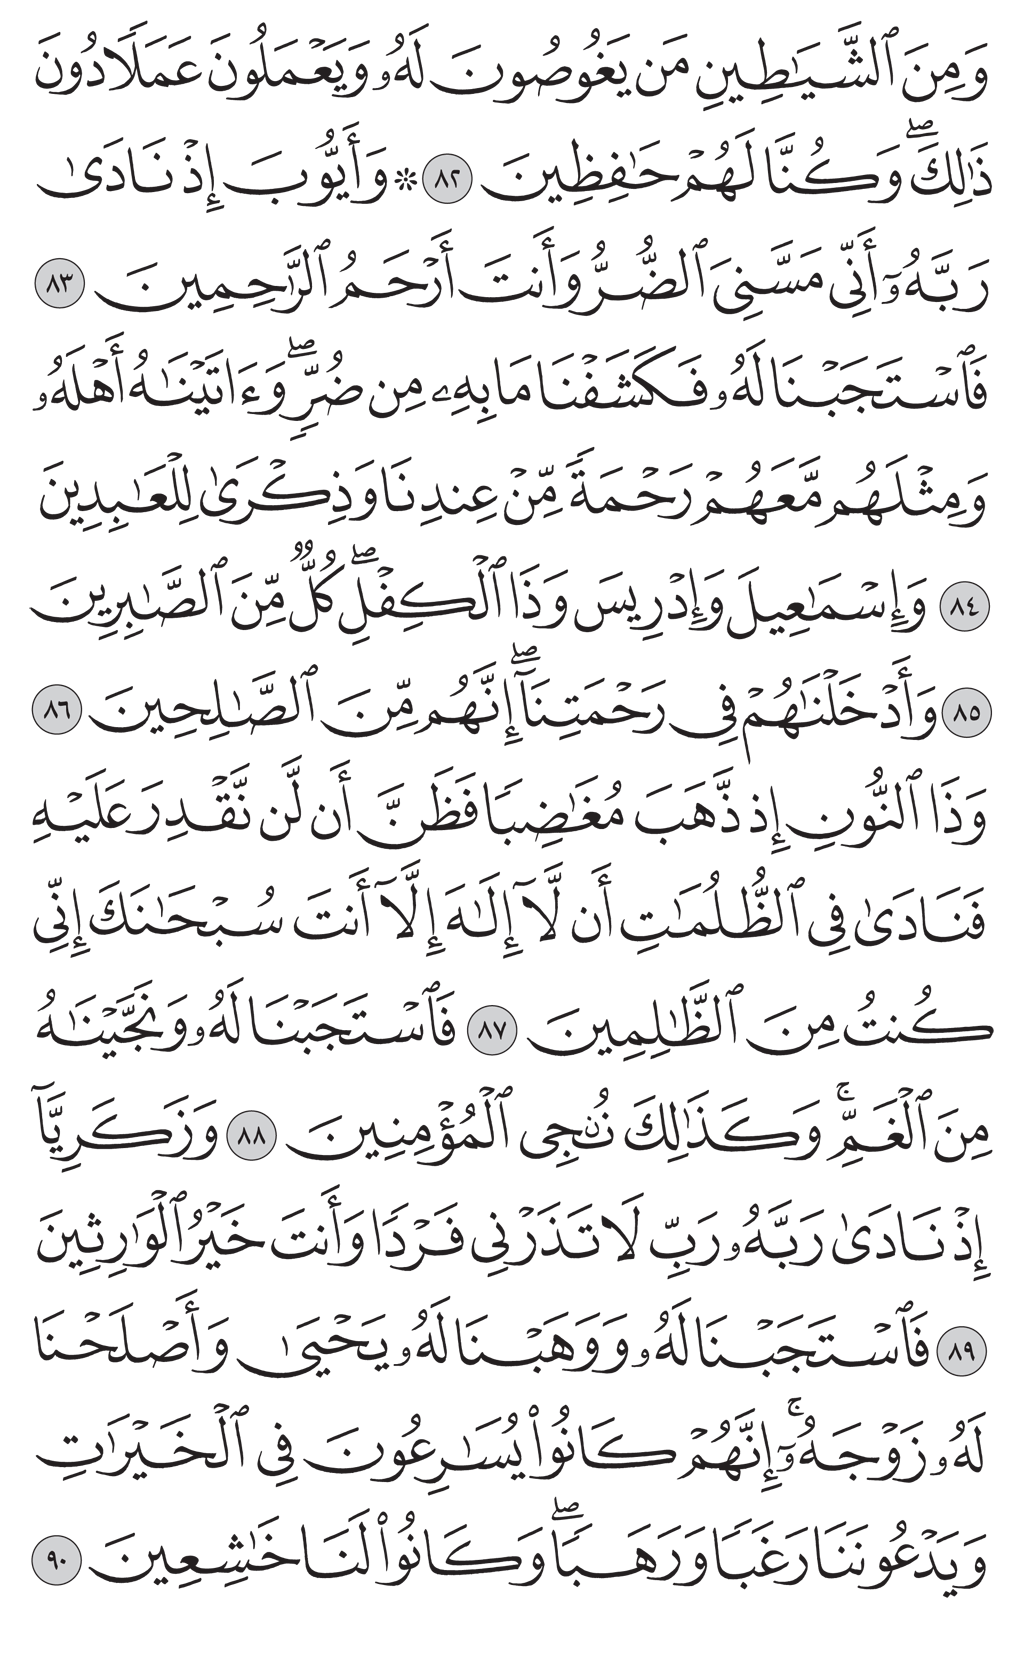 وَمِنَ ٱلشَّيَٰطِينِ مَن يَغُوصُونَ لَهُۥ وَيَعۡمَلُونَ عَمَلٗا دُونَ
ذَٰلِكَۖ وَكُنَّا لَهُمۡ حَٰفِظِينَ ٨٢ ۞ وَأَيُّوبَ إِذۡ نَادَىٰ
رَبَّهُۥٓ أَنِّي مَسَّنِيَ ٱلضُّرُّ وَأَنتَ أَرۡحَمُ ٱلرَّٰحِمِينَ ٨٣
فَٱسۡتَجَبۡنَا لَهُۥ فَكَشَفۡنَا مَا بِهِۦ مِن ضُرّٖۖ وَءَاتَيۡنَٰهُ أَهۡلَهُۥ
وَمِثۡلَهُم مَّعَهُمۡ رَحۡمَةٗ مِّنۡ عِندِنَا وَذِكۡرَىٰ لِلۡعَٰبِدِينَ
٨٤ وَإِسۡمَٰعِيلَ وَإِدۡرِيسَ وَذَا ٱلۡكِفۡلِۖ كُلّٞ مِّنَ ٱلصَّٰبِرِينَ
٨٥ وَأَدۡخَلۡنَٰهُمۡ فِي رَحۡمَتِنَآۖ إِنَّهُم مِّنَ ٱلصَّٰلِحِينَ ٨٦
وَذَا ٱلنُّونِ إِذ ذَّهَبَ مُغَٰضِبٗا فَظَنَّ أَن لَّن نَّقۡدِرَ عَلَيۡهِ
فَنَادَىٰ فِي ٱلظُّلُمَٰتِ أَن لَّآ إِلَٰهَ إِلَّآ أَنتَ سُبۡحَٰنَكَ إِنِّي
كُنتُ مِنَ ٱلظَّٰلِمِينَ ٨٧ فَٱسۡتَجَبۡنَا لَهُۥ وَنَجَّيۡنَٰهُ
مِنَ ٱلۡغَمِّۚ وَكَذَٰلِكَ نُـۨجِي ٱلۡمُؤۡمِنِينَ ٨٨ وَزَكَرِيَّآ
إِذۡ نَادَىٰ رَبَّهُۥ رَبِّ لَا تَذَرۡنِي فَرۡدٗا وَأَنتَ خَيۡرُ ٱلۡوَٰرِثِينَ
٨٩ فَٱسۡتَجَبۡنَا لَهُۥ وَوَهَبۡنَا لَهُۥ يَحۡيَىٰ وَأَصۡلَحۡنَا
لَهُۥ زَوۡجَهُۥٓۚ إِنَّهُمۡ كَانُواْ يُسَٰرِعُونَ فِي ٱلۡخَيۡرَٰتِ
وَيَدۡعُونَنَا رَغَبٗا وَرَهَبٗاۖ وَكَانُواْ لَنَا خَٰشِعِينَ ٩٠